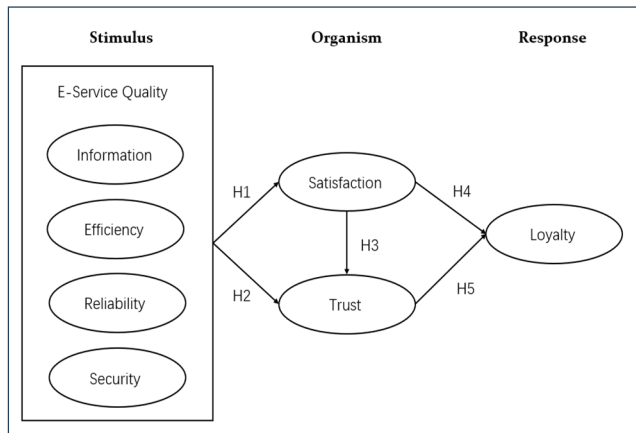 Stimulus
Organism
Response
E-Service Quality
Information
Efficiency
Reliability
Security
H1
H2
Satisfaction
H3
Trust
H4
H5
Loyalty